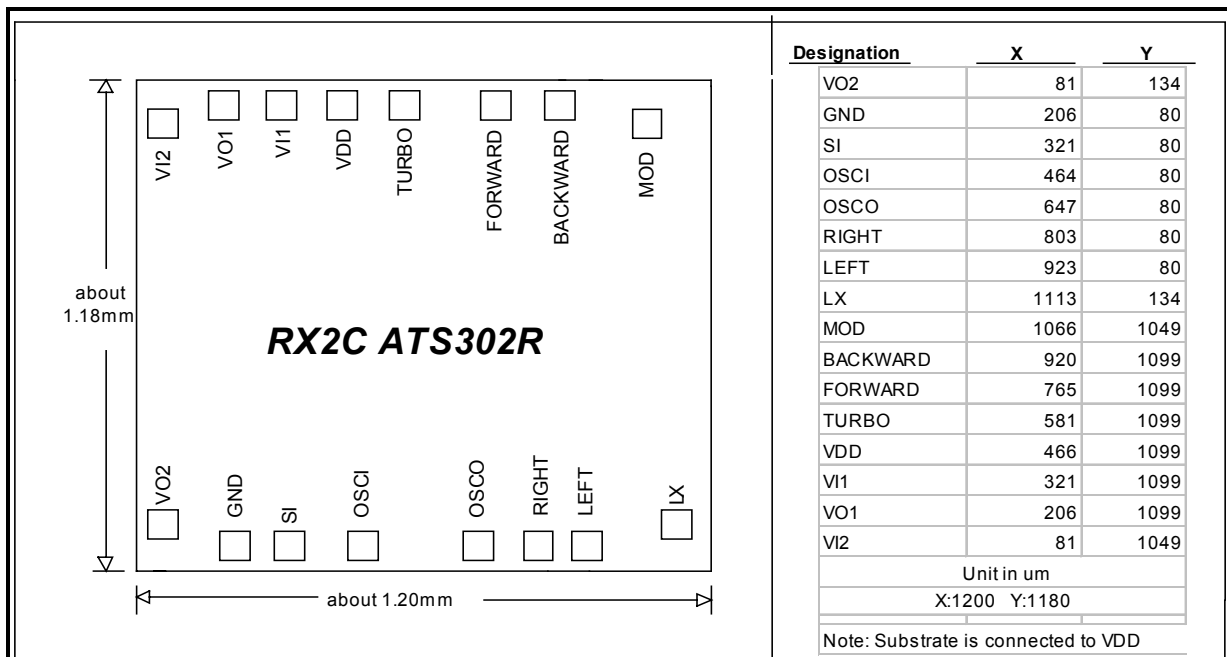 VI2 VO1 VI1 VDD TURBO FORWARD BACKWARD MOD
about
1.18mm
RX2C ATS302R
VO2 GND SI OSCI OSCO RIGHT LEFT LX
about 1.20mm
Designation X Y
VO2 81 134
GND 206 80
SI 321 80
OSCI 464 80
OSCO 647 80
RIGHT 803 80
LEFT 923 80
LX 1113 134
MOD 1066 1049
BACKWARD 920 1099
FORWARD 765 1099
TURBO 581 1099
VDD 466 1099
VI1 321 1099
VO1 206 1099
VI2 81 1049
Unit in um
X:1200 Y:1180
Note: Substrate is connected to VDD